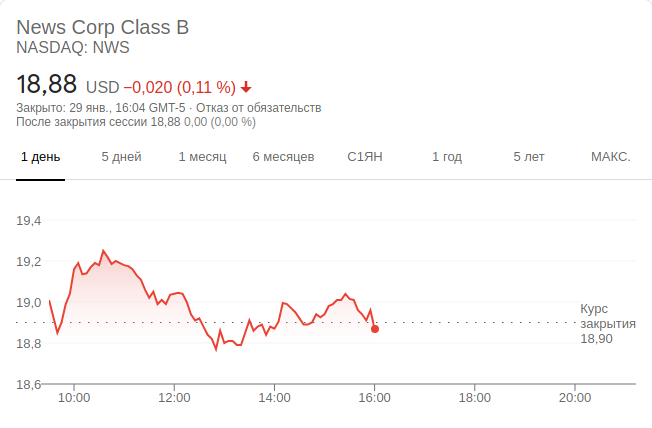 News Corp Class B
NASDAQ: NWS
18,88 USD −0,020 (0,11 %)
Закрыто: 29 янв., 16:04 GMT-5 · Отказ от обязательств
После закрытия сессии 18,88 0,00 (0,00 %)
1 день 5 дней 1 месяц 6 месяцев С1ЯН 1 год 5 лет МАКС.
19,4
19,2
19,0
18,8
18,6
Курс
закрытия
18,90
10:00 12:00 14:00 16:00 18:00 20:00